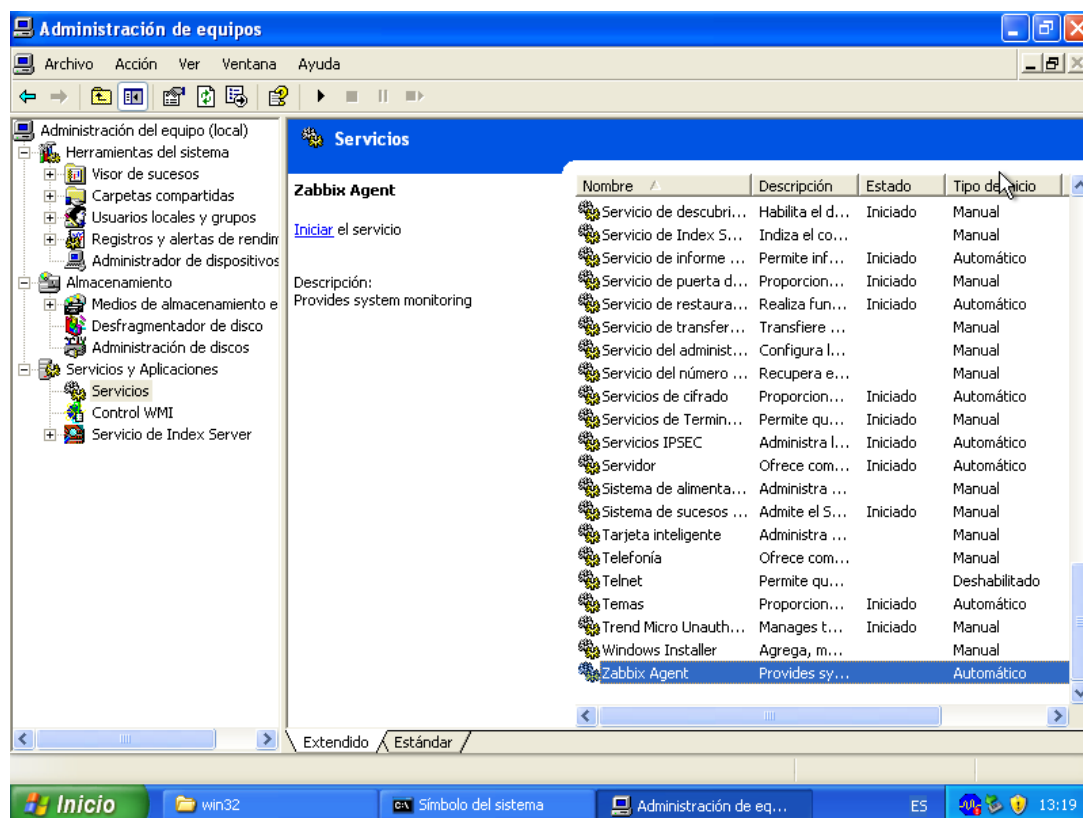 Administración de equipos
Archivo Acción Ver Ventana Ayuda
Administración del equipo (local)
Herramientas del sistema
Visor de sucesos
Carpetas compartidas
Usuarios locales y grupos
Registros y alertas de rendim
Administrador de dispositivos
Almacenamiento
Medios de almacenamiento e
Desfragmentador de disco
Administración de discos
Servicios y Aplicaciones
Servicios
Control WMI
Servicio de Index Server
Servicios
Zabbix Agent
Iniciar el servicio
Descripción:
Provides system monitoring
Nombre Descripción Estado Tipo de inicio
Servicio de descubri... Habilita el d... Iniciado Manual
Servicio de Index S... Indiza el co... Manual
Servicio de informe ... Permite inf... Iniciado Automático
Servicio de puerta d... Proporcion... Iniciado Manual
Servicio de restaura... Realiza fun... Iniciado Automático
Servicio de transfer... Transfiere ... Manual
Servicio del administ... Configura l... Manual
Servicio del número ... Recupera e... Manual
Servicios de cifrado Proporcion... Iniciado Automático
Servicios de Termin... Permite qu... Iniciado Manual
Servicios IPSEC Administra l... Iniciado Automático
Servidor Ofrece com... Iniciado Automático
Sistema de alimenta... Administra ... Manual
Sistema de sucesos ... Admite el S... Iniciado Manual
Tarjeta inteligente Administra ... Manual
Telefonía Ofrece com... Manual
Telnet Permite qu... Deshabilitado
Temas Proporcion... Iniciado Automático
Trend Micro Unauth... Manages t... Iniciado Manual
Windows Installer Agrega, m... Manual
Zabbix Agent Provides sy... Automático
Extendido Estándar
Inicio win32 Símbolo del sistema Administración de eq... ES 13:19